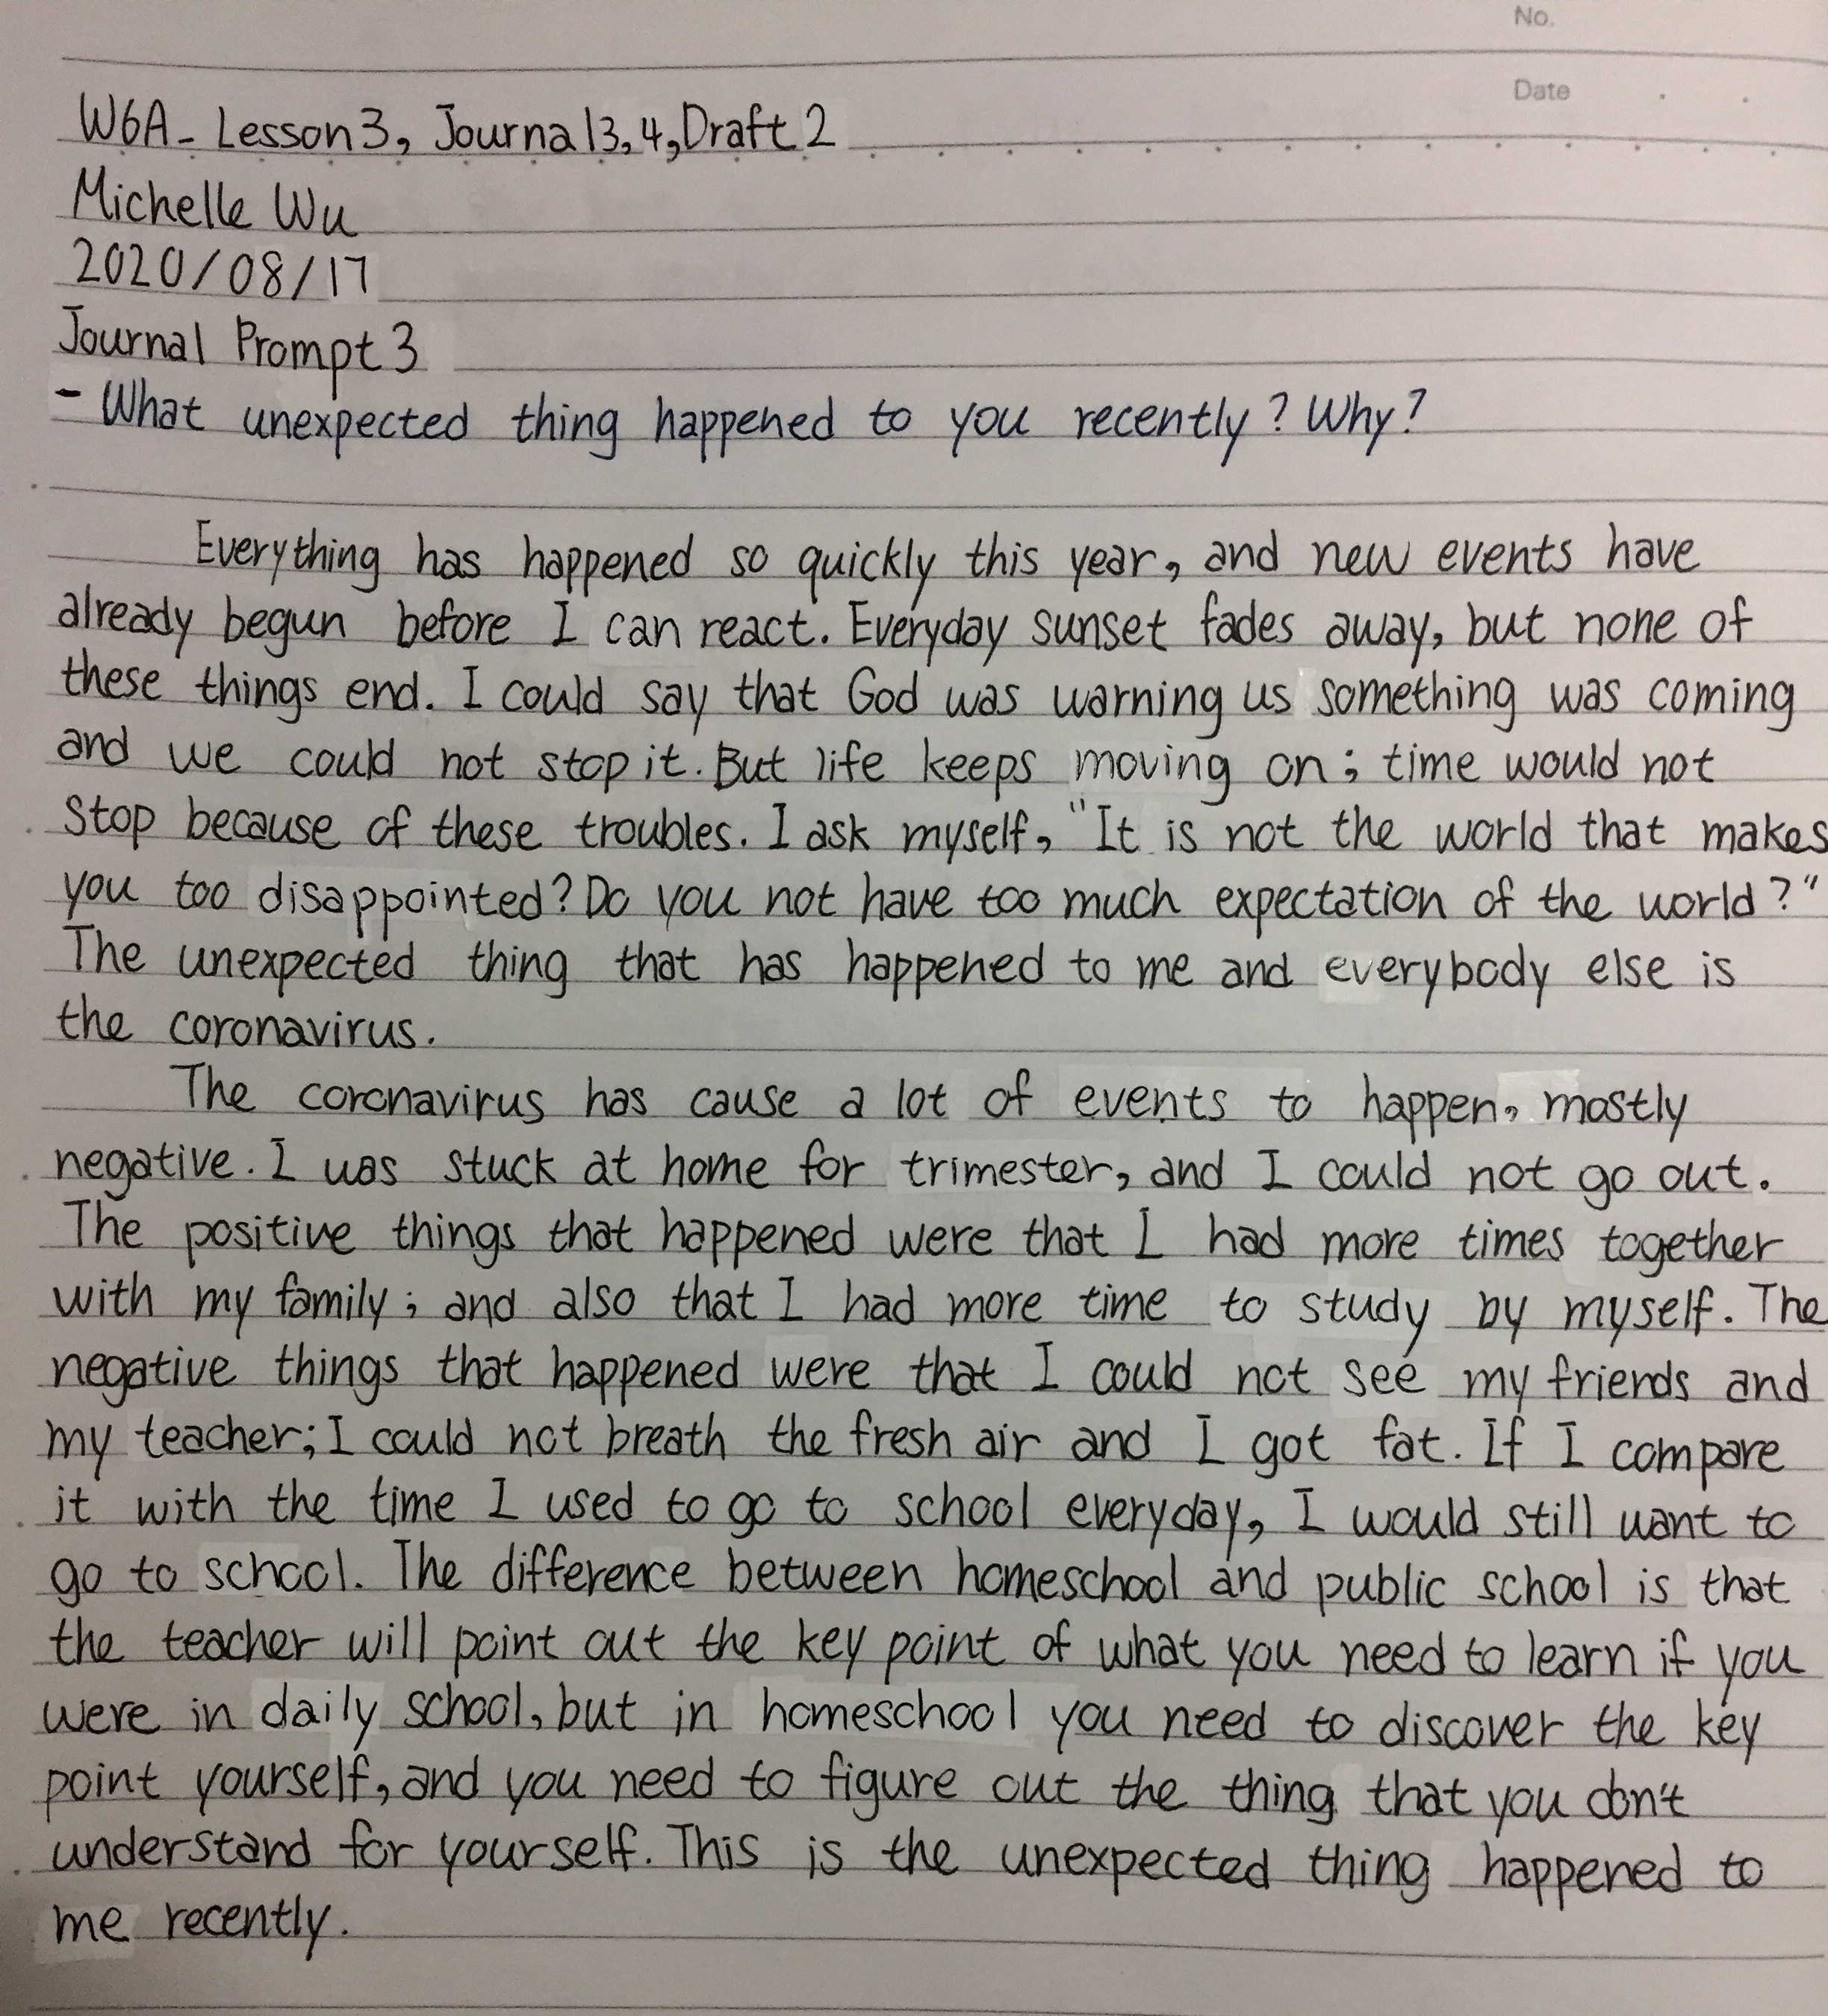 No.
Date
W6A- Lesson 3, Journal 3, 4, Draft 2
Michelle Wu
2020/08/17
Journal Prompt 3
- What unexpected thing happened to you recently? Why?
Everything has happened so quickly this year, and new events have
already begun before I can react. Everyday sunset fades away, but none of
these things end. I could say that God was warning us something was coming
and we could not stop it. But life keeps moving on; time would not
stop because of these troubles. I ask myself, "It is not the world that makes
you too disappointed? Do you not have too much expectation of the world?"
The unexpected thing that has happened to me and everybody else is
the coronavirus.
The coronavirus has cause a lot of events to happen, mostly
negative. I was stuck at home for trimester, and I could not go out.
The positive things that happened were that I had more times together
with my family; and also that I had more time to study by myself. The
negative things that happened were that I could not see my friends and
my teacher; I could not breath the fresh air and I got fat. If I compare
it with the time I used to go to school everyday, I would still want to
go to school. The difference between homeschool and public school is that
the teacher will point out the key point of what you need to learn if you
were in daily school, but in homeschool you need to discover the key
point yourself, and you need to figure out the thing that you don't
understand for yourself. This is the unexpected thing happened to
me recently.